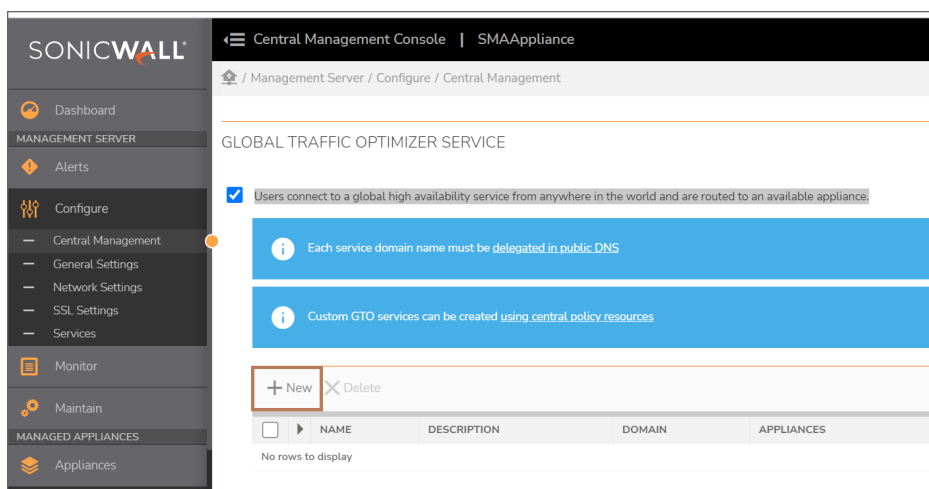 SONICWALL
Central Management Console | SMAAppliance
/ Management Server / Configure / Central Management
Dashboard
MANAGEMENT SERVER
Alerts
Configure
Central Management
General Settings
Network Settings
SSL Settings
Services
Monitor
Maintain
MANAGED APPLIANCES
Appliances
GLOBAL TRAFFIC OPTIMIZER SERVICE
Users connect to a global high availability service from anywhere in the world and are routed to an available appliance.
Each service domain name must be delegated in public DNS
Custom GTO services can be created using central policy resources
New Delete
NAME DESCRIPTION DOMAIN APPLIANCES
No rows to display